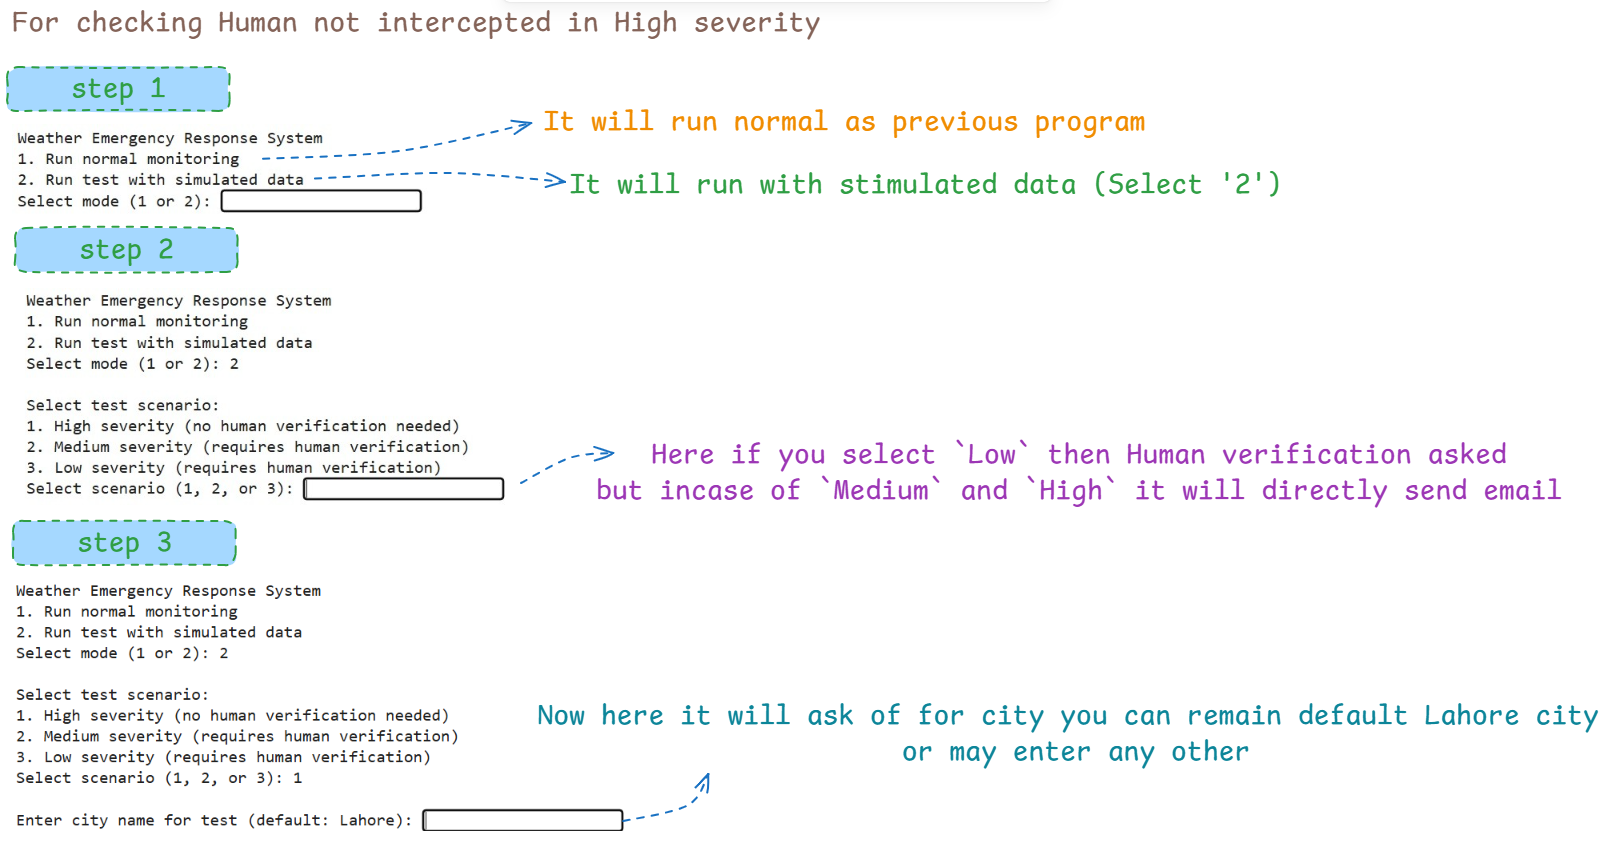 For checking Human not intercepted in High severity
step 1
Weather Emergency Response System
1. Run normal monitoring
It will run normal as previous program
2. Run test with simulated data
It will run with stimulated data (Select '2')
Select mode (1 or 2):
step 2
Weather Emergency Response System
1. Run normal monitoring
2. Run test with simulated data
Select mode (1 or 2): 2
Select test scenario:
1. High severity (no human verification needed)
2. Medium severity (requires human verification)
3. Low severity (requires human verification)
Select scenario (1, 2, or 3):
Here if you select `Low` then Human verification asked
but incase of `Medium` and `High` it will directly send email
step 3
Weather Emergency Response System
1. Run normal monitoring
2. Run test with simulated data
Select mode (1 or 2): 2
Select test scenario:
1. High severity (no human verification needed)
2. Medium severity (requires human verification)
3. Low severity (requires human verification)
Select scenario (1, 2, or 3): 1
Now here it will ask of for city you can remain default Lahore city
or may enter any other
Enter city name for test (default: Lahore):